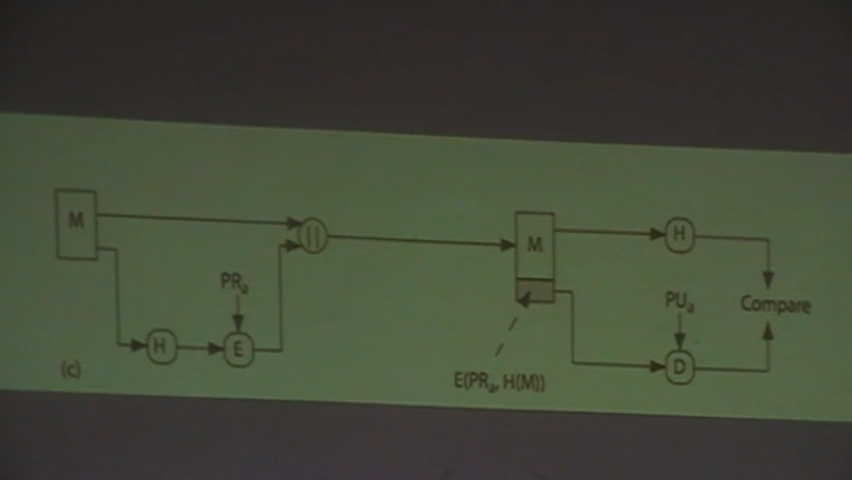 M
||
M
H
PRₐ
PUₐ
Compare
H
E
D
(c)
E(PRₐ, H(M))